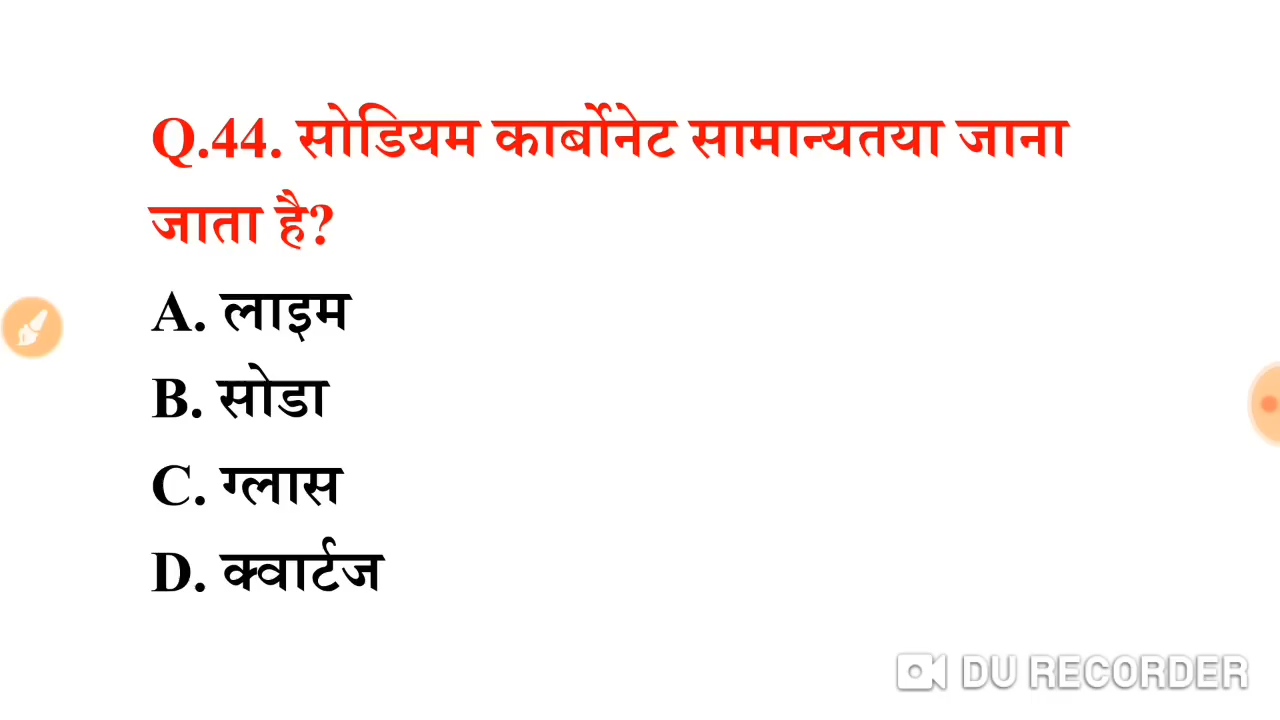 Q.44. सोडियम कार्बोनेट सामान्यतया जाना
जाता है?
A. लाइम
B. सोडा
C. ग्लास
D. क्वार्टज
DU RECORDER